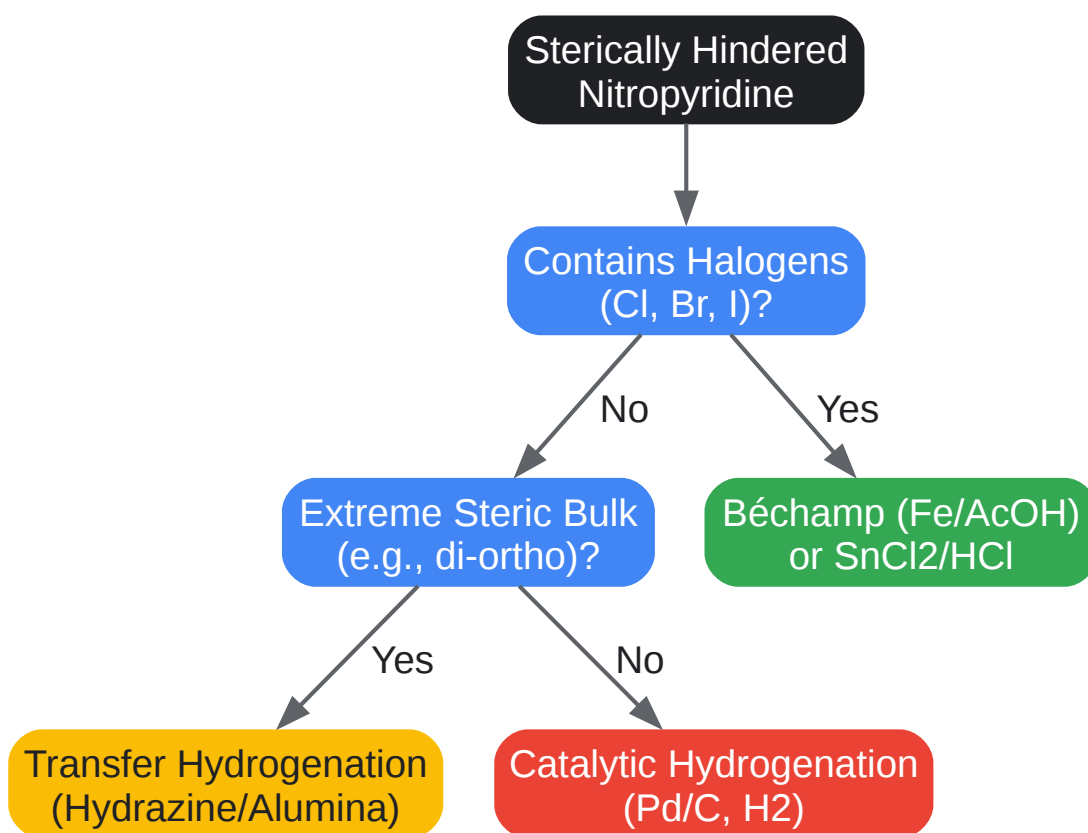 Sterically Hindered
Nitropyridine
Contains Halogens
(Cl, Br, I)?
No
Yes
Extreme Steric Bulk
(e.g., di-ortho)?
Béchamp (Fe/AcOH)
or SnCl2/HCl
Yes
No
Transfer Hydrogenation
(Hydrazine/Alumina)
Catalytic Hydrogenation
(Pd/C, H2)